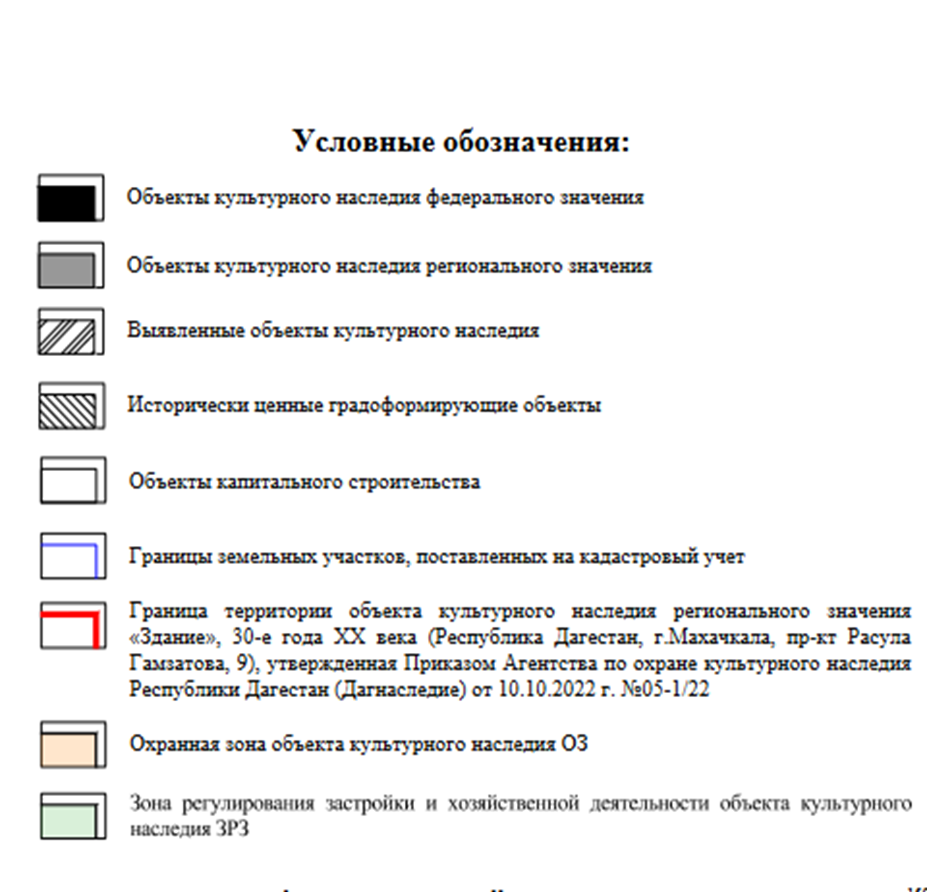 Условные обозначения:
Объекты культурного наследия федерального значения
Объекты культурного наследия регионального значения
Выявленные объекты культурного наследия
Исторически ценные градоформирующие объекты
Объекты капитального строительства
Границы земельных участков, поставленных на кадастровый учет
Граница территории объекта культурного наследия регионального значения
«Здание», 30-е года XX века (Республика Дагестан, г.Махачкала, пр-кт Расула
Гамзатова, 9), утвержденная Приказом Агентства по охране культурного наследия
Республики Дагестан (Дагнаследие) от 10.10.2022 г. №05-1/22
Охранная зона объекта культурного наследия ОЗ
Зона регулирования застройки и хозяйственной деятельности объекта культурного
наследия ЗРЗ